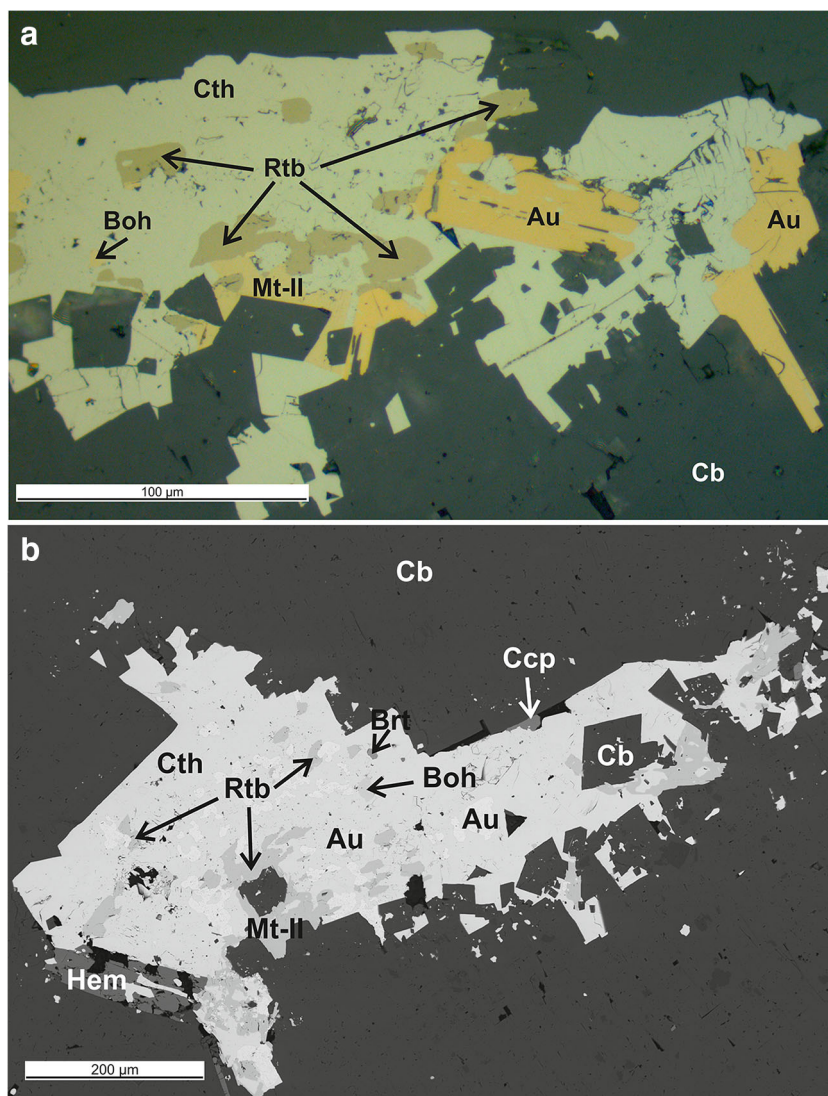 a
Cth
Rtb
Boh
Au
Au
Mt-II
Cb
100 µm
b
Cb
Ccp
Brt
Cth
Cb
Rtb
Boh
Au
Au
Mt-II
Hem
200 µm